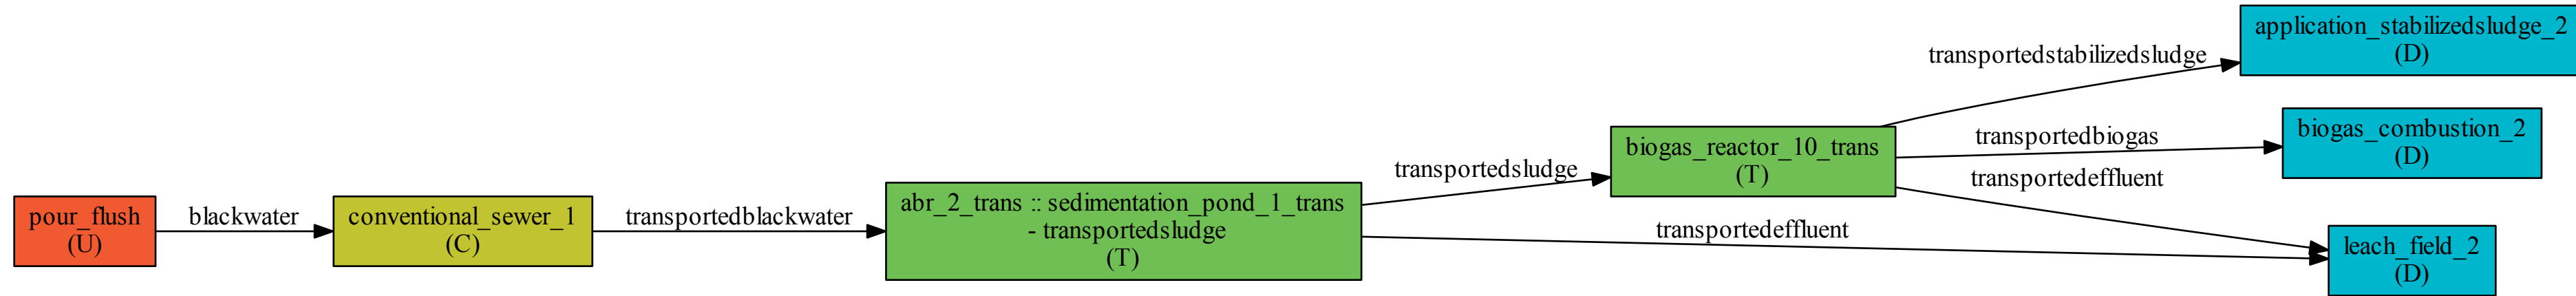 pour_flush
(U)
blackwater
conventional_sewer_1
(C)
transportedblackwater
abr_2_trans :: sedimentation_pond_1_trans
- transportedsludge
(T)
transportedsludge
transportedeffluent
biogas_reactor_10_trans
(T)
transportedstabilizedsludge
transportedbiogas
transportedeffluent
application_stabilizedsludge_2
(D)
biogas_combustion_2
(D)
leach_field_2
(D)